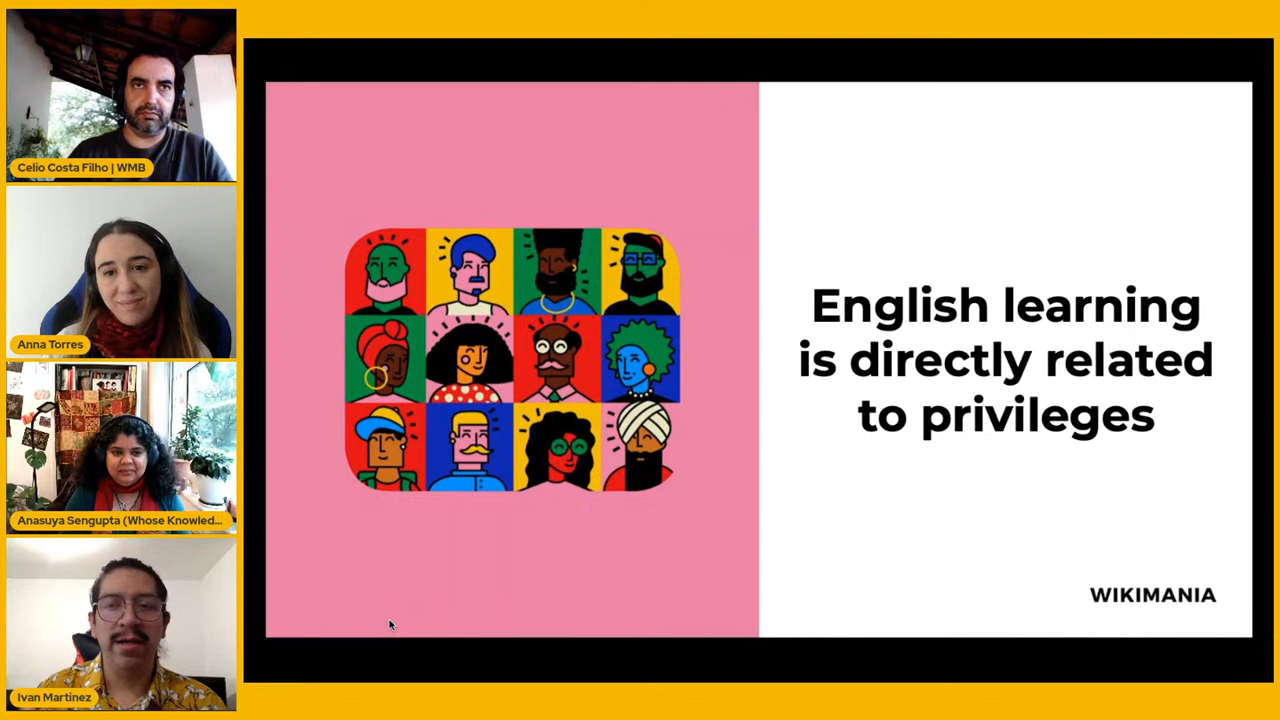 Celio Costa Filho | WMB
Anna Torres
Anasuya Sengupta (Whose Knowled...
Ivan Martínez
English learning
is directly related
to privileges
WIKIMANIA